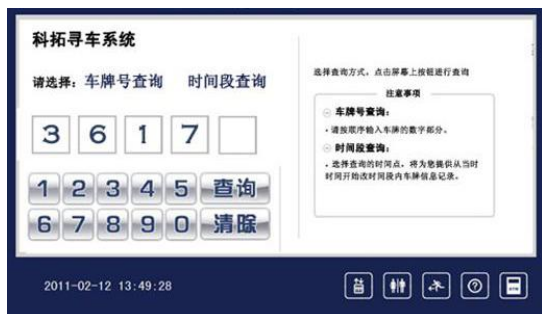 科拓寻车系统
请选择：车牌号查询 时间段查询
3 6 1 7
1 2 3 4 5 查询
6 7 8 9 0 清除
选择查询方式，点击屏幕上按钮进行查询
注意事项
车牌号查询：
·请按顺序输入车牌的数字部分。
时间段查询：
·选择查询的时间点，将为您提供从当时
时间开始改时间段内车牌信息记录。
2011-02-12 13:49:28